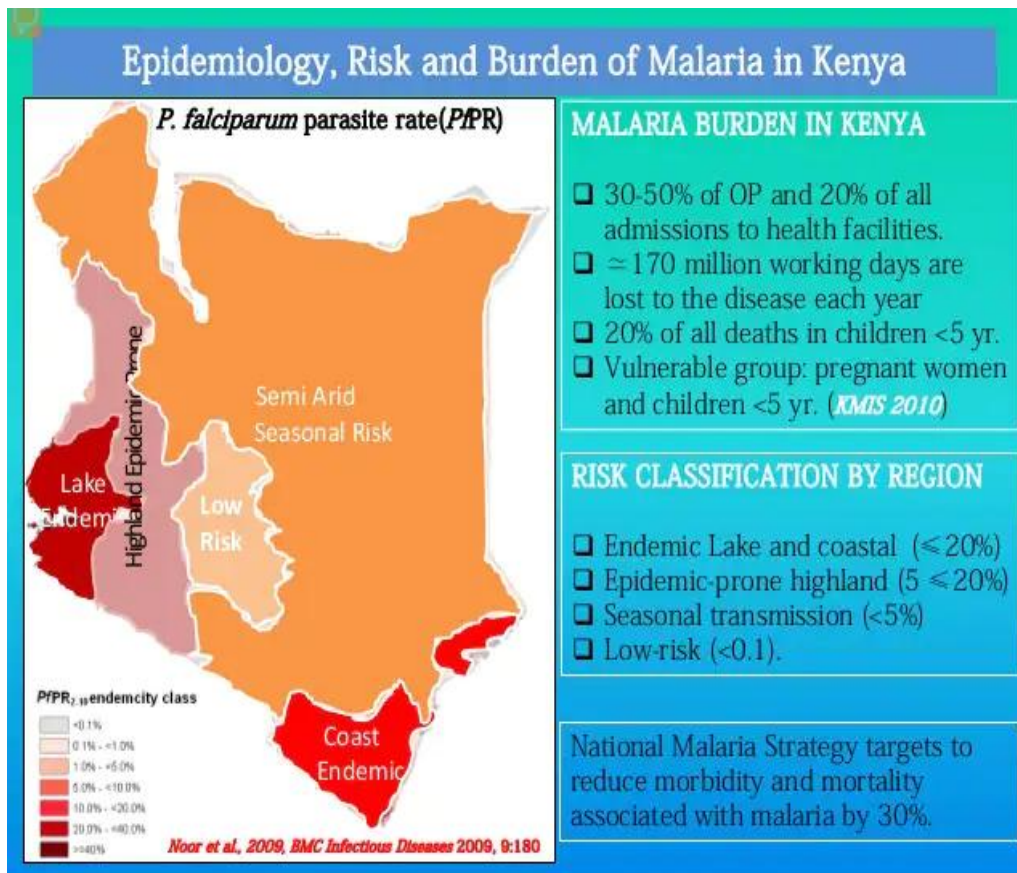 Epidemiology, Risk and Burden of Malaria in Kenya
P. falciparum parasite rate(PfPR)
Semi Arid
Seasonal Risk
Highland Epidemic Prone
Lake
Endemi
Low
Risk
Coast
Endemic
PfPR2-10 endemcity class
<0.1%
0.1% - <1.0%
1.0% - <5.0%
5.0% - <10.0%
10.0% - <20.0%
20.0% - <40.0%
>=40%
Noor et al., 2009, BMC Infectious Diseases 2009, 9:180
MALARIA BURDEN IN KENYA
❑ 30-50% of OP and 20% of all
admissions to health facilities.
❑ ≃170 million working days are
lost to the disease each year
❑ 20% of all deaths in children <5 yr.
❑ Vulnerable group: pregnant women
and children <5 yr. (KMIS 2010)
RISK CLASSIFICATION BY REGION
❑ Endemic Lake and coastal (⩽20%)
❑ Epidemic-prone highland (5 ⩽20%)
❑ Seasonal transmission (<5%)
❑ Low-risk (<0.1).
National Malaria Strategy targets to
reduce morbidity and mortality
associated with malaria by 30%.